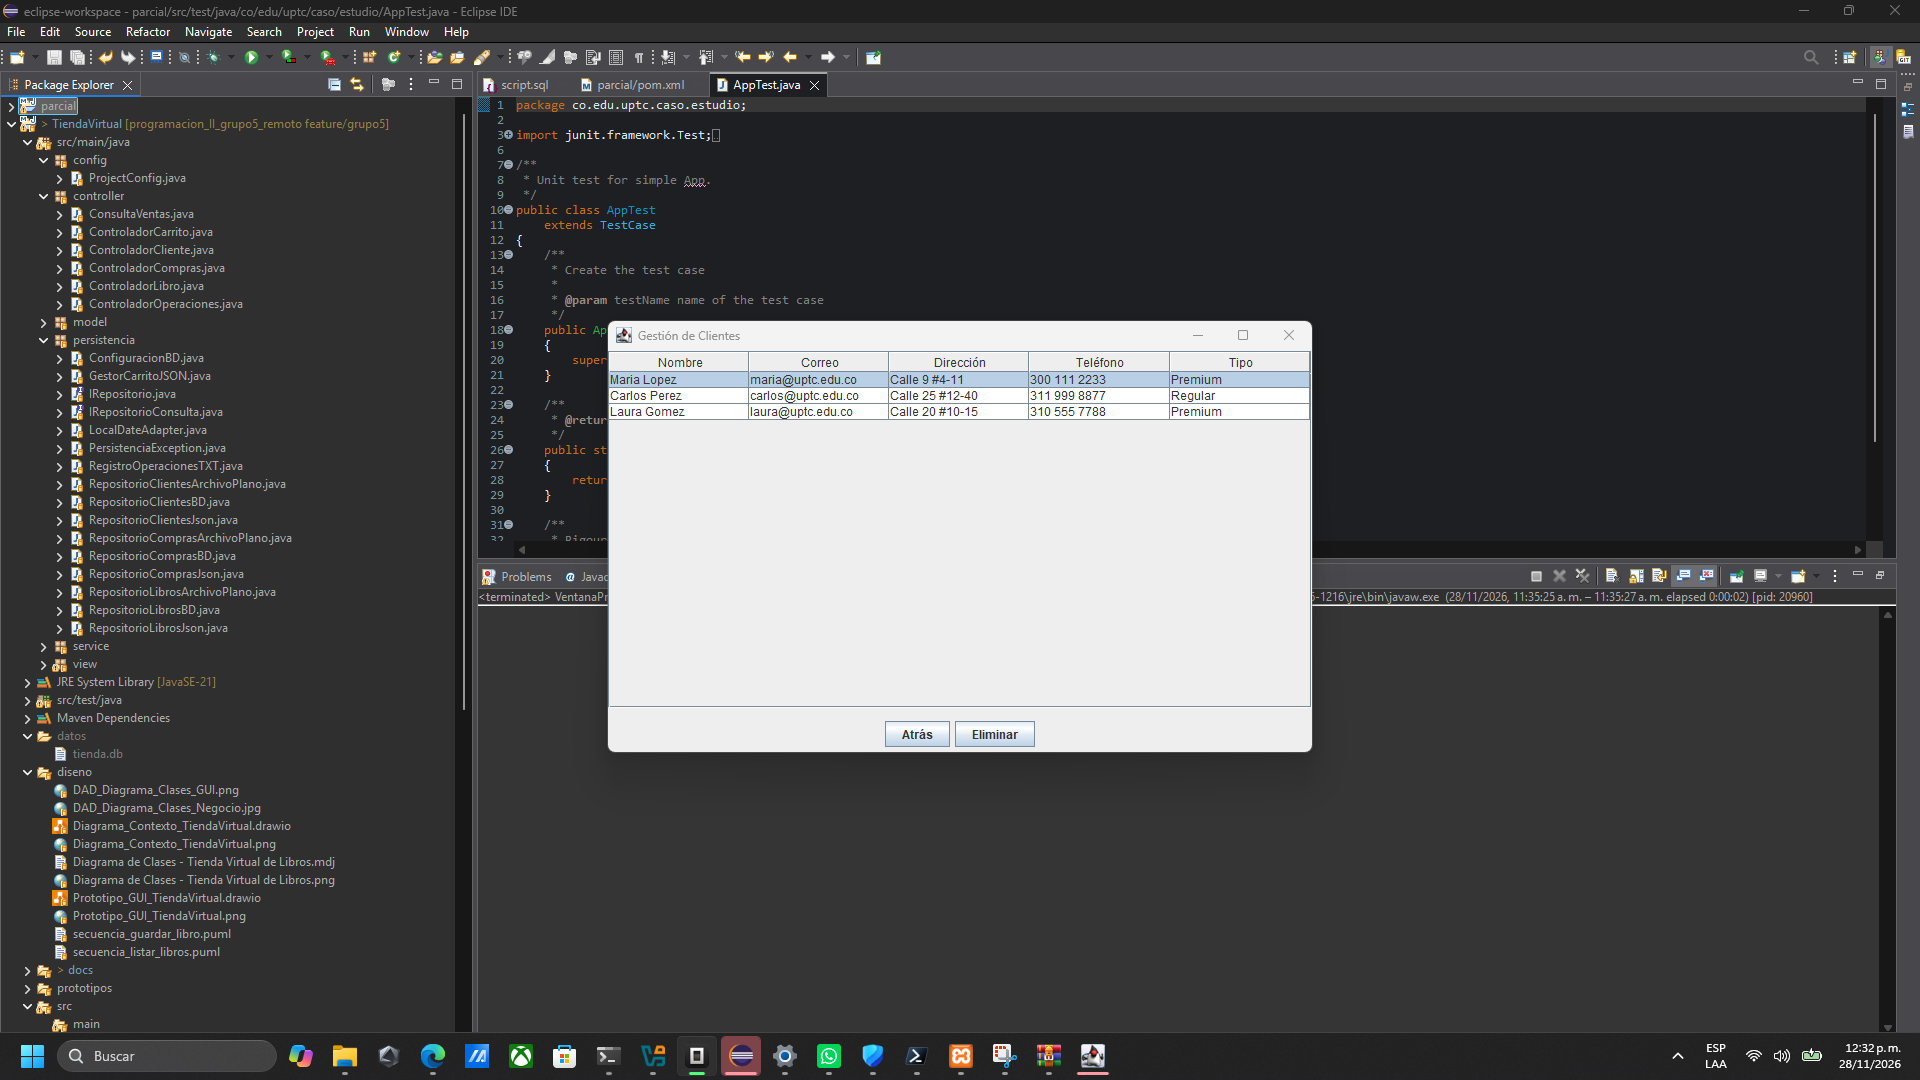 eclipse-workspace - parcial/src/test/java/co/edu/uptc/caso/estudio/AppTest.java - Eclipse IDE
File Edit Source Refactor Navigate Search Project Run Window Help
Package Explorer
parcial
> TiendaVirtual [programacion_II_grupo5_remoto feature/grupo5]
src/main/java
config
ProjectConfig.java
controller
ConsultaVentas.java
ControladorCarrito.java
ControladorCliente.java
ControladorCompras.java
ControladorLibro.java
ControladorOperaciones.java
model
persistencia
ConfiguracionBD.java
GestorCarritoJSON.java
IRepositorio.java
IRepositorioConsulta.java
LocalDateAdapter.java
PersistenciaException.java
RegistroOperacionesTXT.java
RepositorioClientesArchivoPlano.java
RepositorioClientesBD.java
RepositorioClientesJson.java
RepositorioComprasArchivoPlano.java
RepositorioComprasBD.java
RepositorioComprasJson.java
RepositorioLibrosArchivoPlano.java
RepositorioLibrosBD.java
RepositorioLibrosJson.java
service
view
JRE System Library [JavaSE-21]
src/test/java
Maven Dependencies
datos
tienda.db
diseno
DAD_Diagrama_Clases_GUI.png
DAD_Diagrama_Clases_Negocio.jpg
Diagrama_Contexto_TiendaVirtual.drawio
Diagrama_Contexto_TiendaVirtual.png
Diagrama de Clases - Tienda Virtual de Libros.mdj
Diagrama de Clases - Tienda Virtual de Libros.png
Prototipo_GUI_TiendaVirtual.drawio
Prototipo_GUI_TiendaVirtual.png
secuencia_guardar_libro.puml
secuencia_listar_libros.puml
> docs
prototipos
src
main
script.sql parcial/pom.xml AppTest.java
1 package co.edu.uptc.caso.estudio;
2
3 import junit.framework.Test;
6
7 /**
8 * Unit test for simple App.
9 */
10 public class AppTest
11 extends TestCase
12 {
13 /**
14 * Create the test case
15 *
16 * @param testName name of the test case
17 */
18 public Ap
19 {
20 super
21 }
22
23 /**
24 * @retur
25 */
26 public st
27 {
28 retur
29 }
30
31 /**
32 * Rigour
Gestión de Clientes
Nombre Correo Dirección Teléfono Tipo
Maria Lopez maria@uptc.edu.co Calle 9 #4-11 300 111 2233 Premium
Carlos Perez carlos@uptc.edu.co Calle 25 #12-40 311 999 8877 Regular
Laura Gomez laura@uptc.edu.co Calle 20 #10-15 310 555 7788 Premium
Atrás Eliminar
Problems Javad
<terminated> VentanaPr 5-1216\jre\bin\javaw.exe (28/11/2026, 11:35:25 a. m. – 11:35:27 a. m. elapsed 0:00:02) [pid: 20960]
Buscar
ESP
LAA
12:32 p. m.
28/11/2026